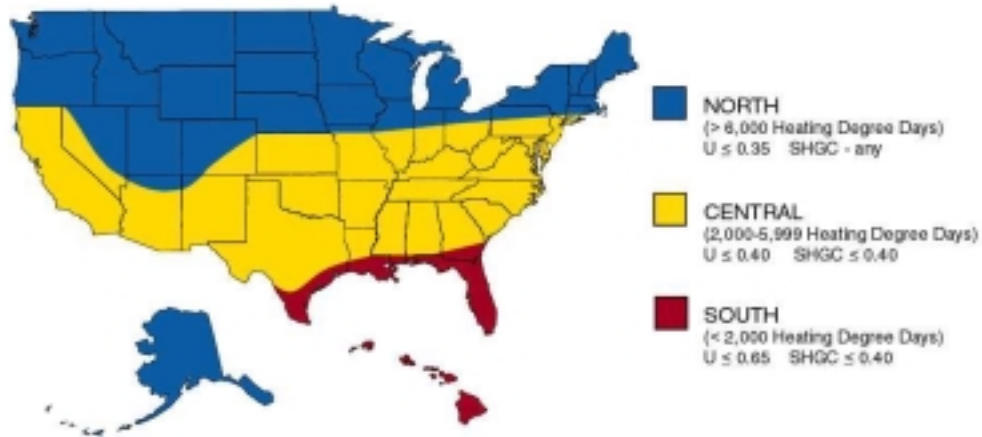 NORTH
(> 6,000 Heating Degree Days)
U ≤ 0.35 SHGC - any
CENTRAL
(2,000-5,999 Heating Degree Days)
U ≤ 0.40 SHGC ≤ 0.40
SOUTH
(< 2,000 Heating Degree Days)
U ≤ 0.65 SHGC ≤ 0.40